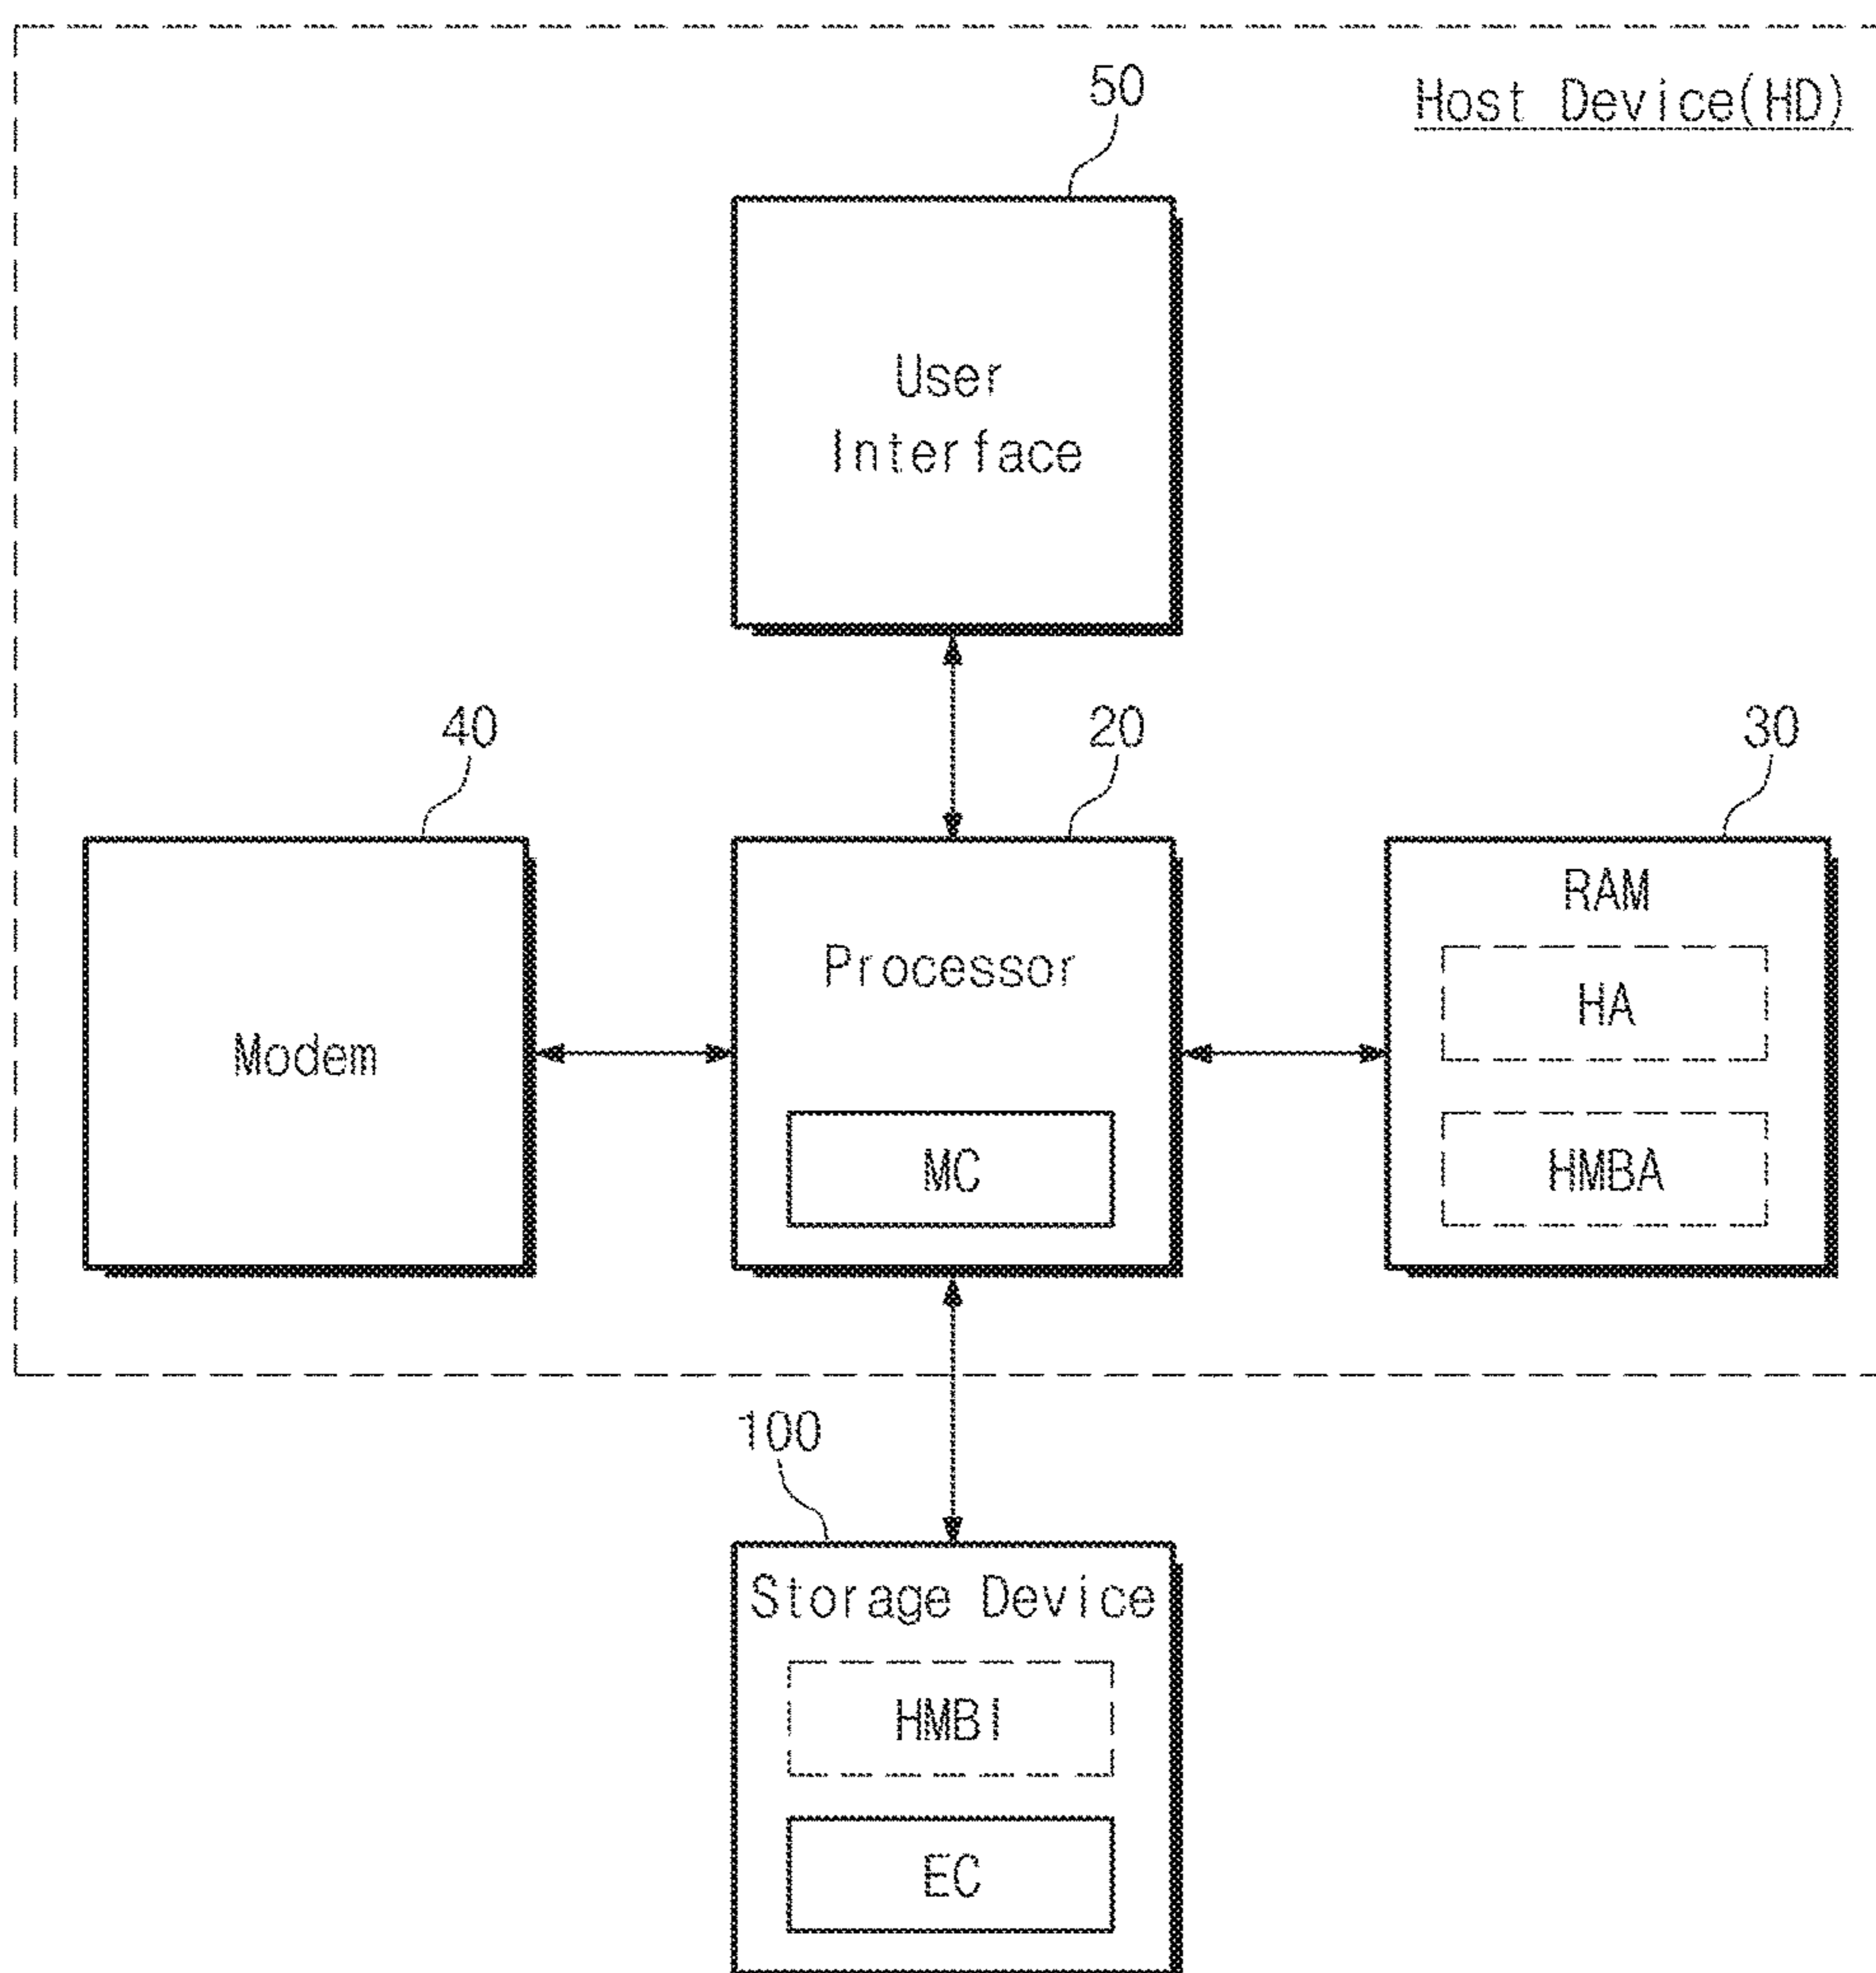 Host Device(HD)
50
User
Interface
40
20
30
Modem
Processor
MC
RAM
HA
HMBA
100
Storage Device
HMBI
EC